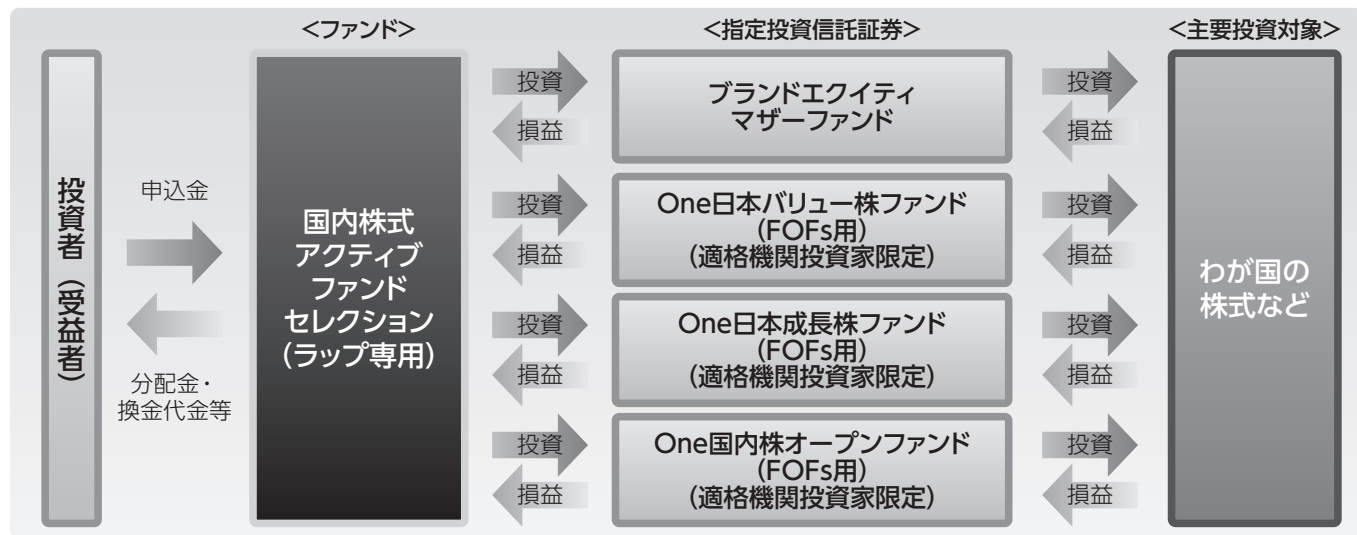 <ファンド>
<指定投資信託証券>
<主要投資対象>
投資者（受益者）
申込金
分配金・
換金代金等
国内株式
アクティブ
ファンド
セレクション
（ラップ専用）
投資
損益
ブランドエクイティ
マザーファンド
投資
損益
投資
損益
One日本バリュー株ファンド
（FOFs用）
（適格機関投資家限定）
投資
損益
投資
損益
One日本成長株ファンド
（FOFs用）
（適格機関投資家限定）
投資
損益
投資
損益
One国内株オープンファンド
（FOFs用）
（適格機関投資家限定）
投資
損益
わが国の
株式など